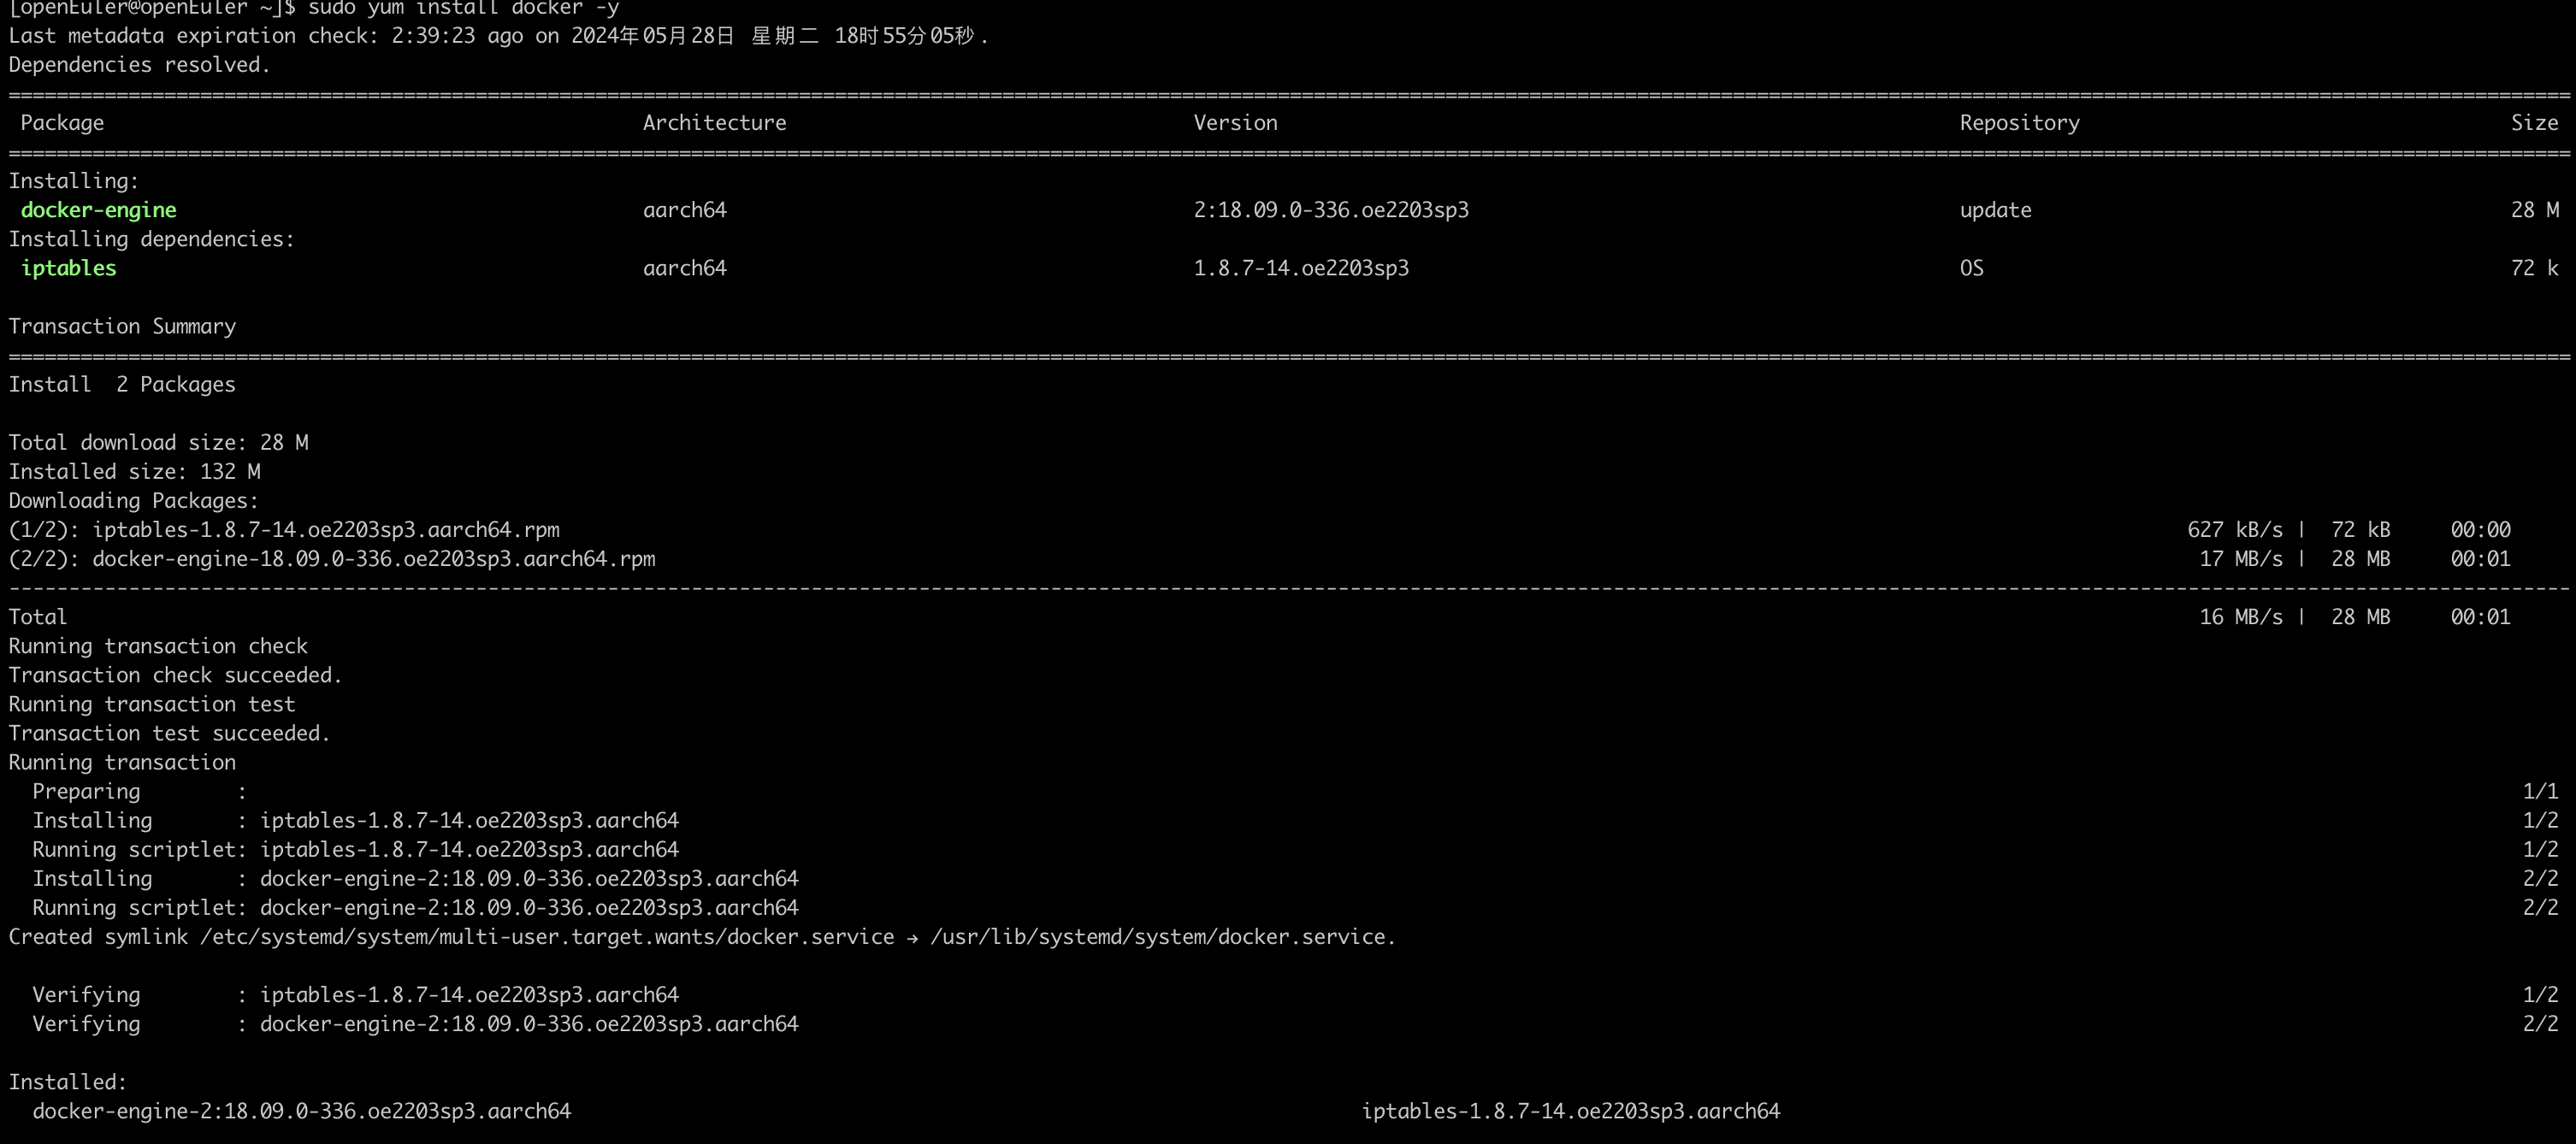 [openEuler@openEuler ~]$ sudo yum install docker -y
Last metadata expiration check: 2:39:23 ago on 2024年05月28日 星期二 18时55分05秒.
Dependencies resolved.
================================================================================
Package Architecture Version Repository Size
================================================================================
Installing:
docker-engine aarch64 2:18.09.0-336.oe2203sp3 update 28 M
Installing dependencies:
iptables aarch64 1.8.7-14.oe2203sp3 OS 72 k
Transaction Summary
================================================================================
Install  2 Packages
Total download size: 28 M
Installed size: 132 M
Downloading Packages:
(1/2): iptables-1.8.7-14.oe2203sp3.aarch64.rpm 627 kB/s | 72 kB 00:00
(2/2): docker-engine-18.09.0-336.oe2203sp3.aarch64.rpm 17 MB/s | 28 MB 00:01
--------------------------------------------------------------------------------
Total 16 MB/s | 28 MB 00:01
Running transaction check
Transaction check succeeded.
Running transaction test
Transaction test succeeded.
Running transaction
Preparing : 1/1
Installing : iptables-1.8.7-14.oe2203sp3.aarch64 1/2
Running scriptlet: iptables-1.8.7-14.oe2203sp3.aarch64 1/2
Installing : docker-engine-2:18.09.0-336.oe2203sp3.aarch64 2/2
Running scriptlet: docker-engine-2:18.09.0-336.oe2203sp3.aarch64 2/2
Created symlink /etc/systemd/system/multi-user.target.wants/docker.service → /usr/lib/systemd/system/docker.service.
Verifying : iptables-1.8.7-14.oe2203sp3.aarch64 1/2
Verifying : docker-engine-2:18.09.0-336.oe2203sp3.aarch64 2/2
Installed:
docker-engine-2:18.09.0-336.oe2203sp3.aarch64 iptables-1.8.7-14.oe2203sp3.aarch64